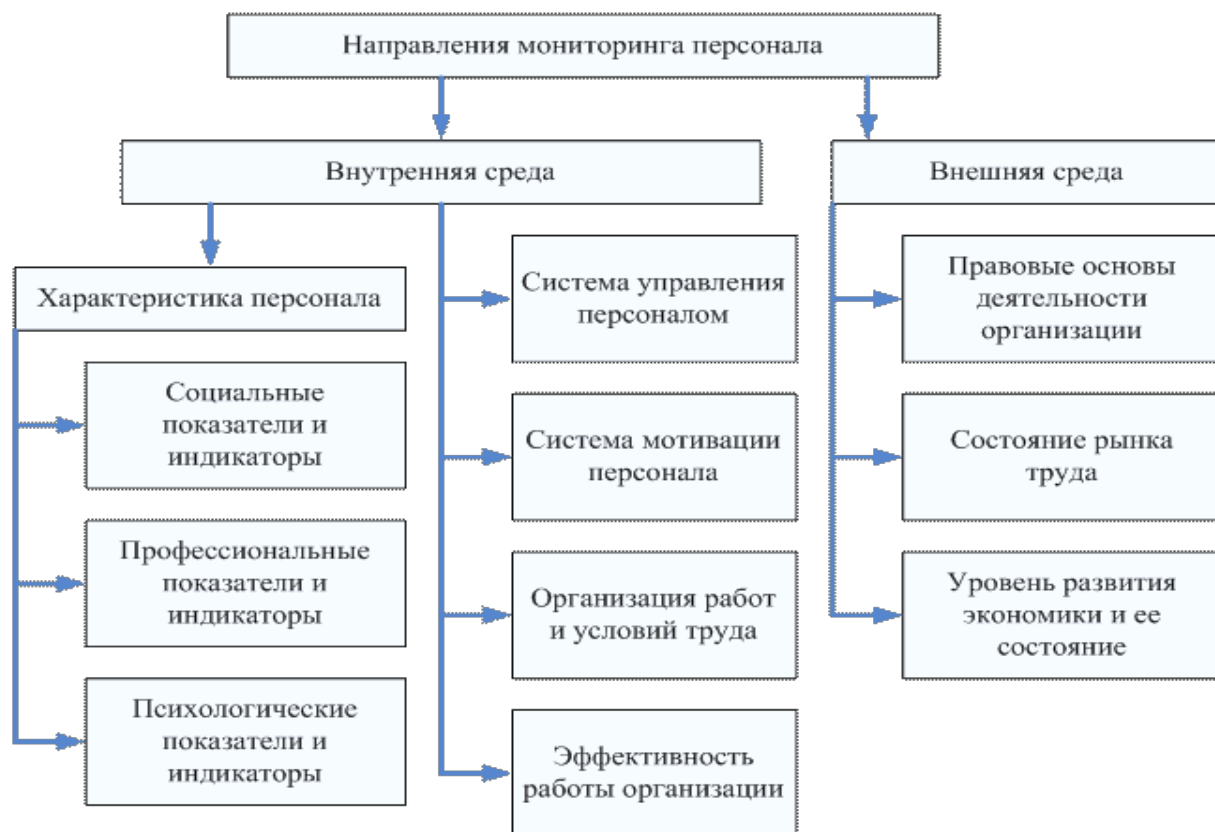 Направления мониторинга персонала
Внутренняя среда
Внешняя среда
Характеристика персонала
Социальные
показатели и
индикаторы
Профессиональные
показатели и
индикаторы
Психологические
показатели и
индикаторы
Система управления
персоналом
Система мотивации
персонала
Организация работ
и условий труда
Эффективность
работы организации
Правовые основы
деятельности
организации
Состояние рынка
труда
Уровень развития
экономики и ее
состояние